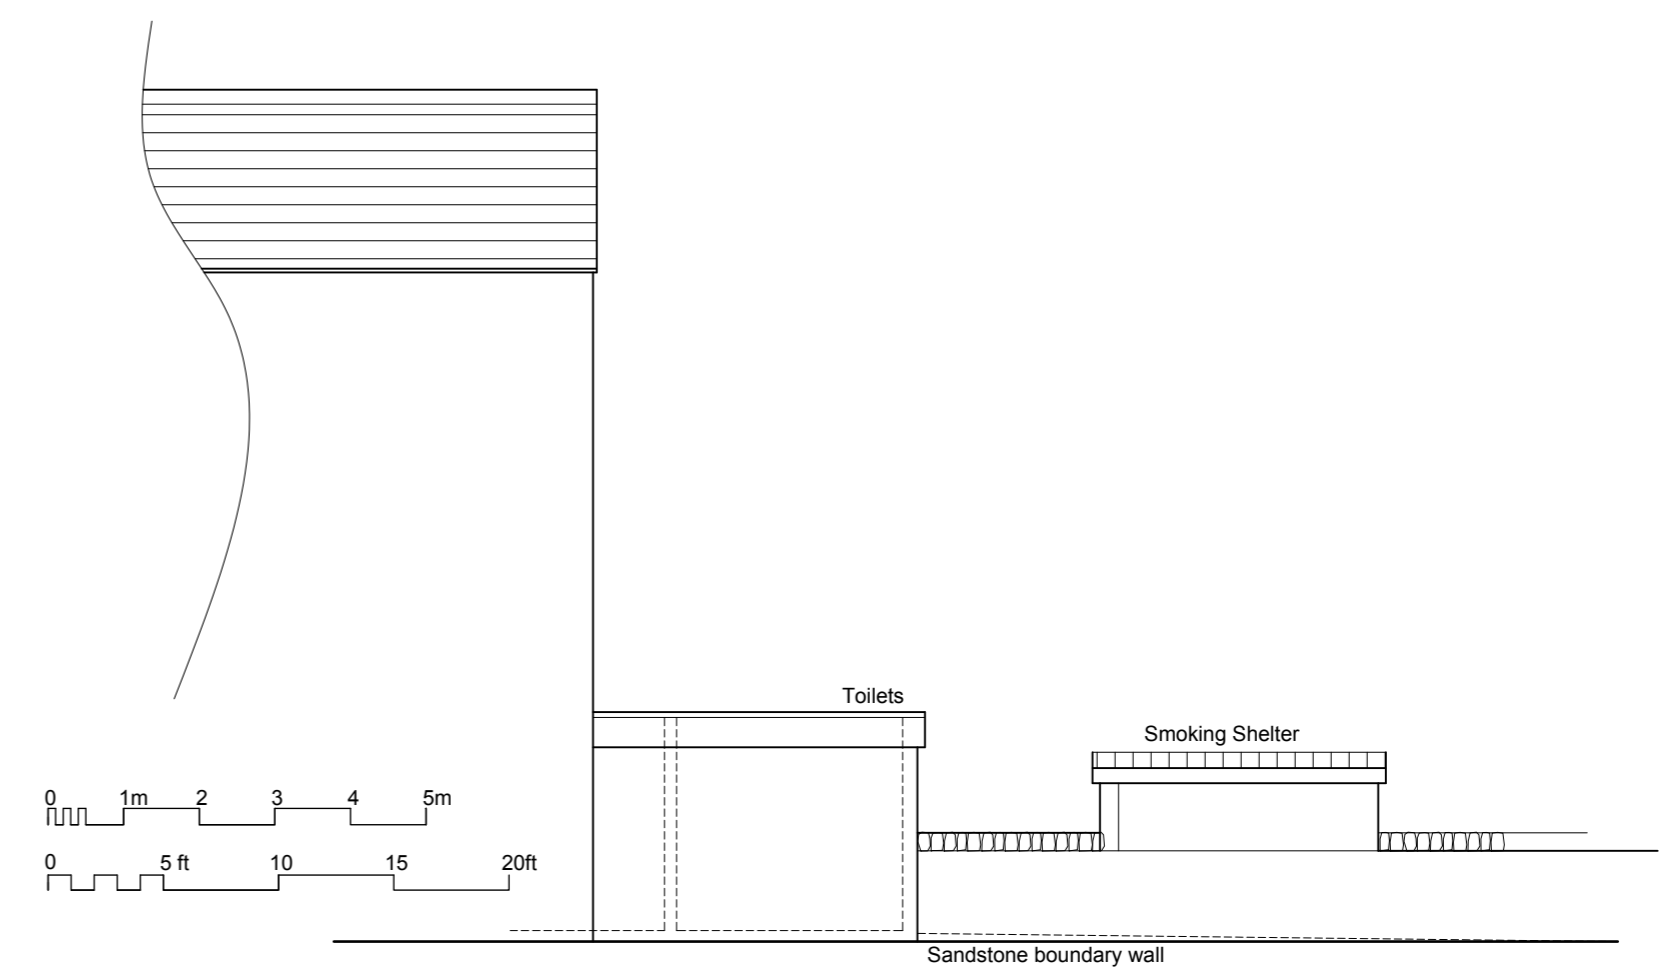 Toilets
Smoking Shelter
0 1m 2 3 4 5m
0 5 ft 10 15 20ft
Sandstone boundary wall